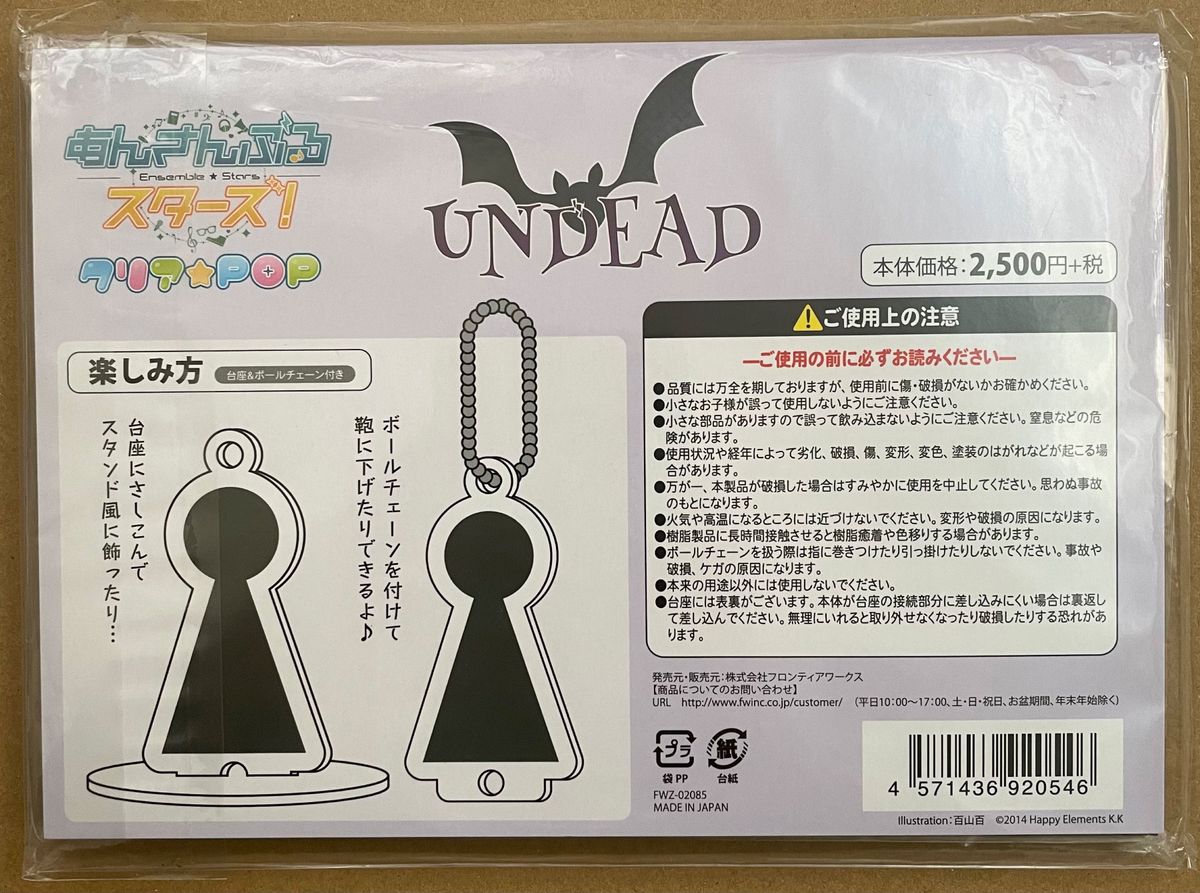 あんさんぶる
Ensemble ★ Stars
スターズ!
クリア★POP
UNDEAD
本体価格:2,500円+税
楽しみ方
台座&ボールチェーン付き
台座にさしこんで
スタンド風に飾ったり…
ボールチェーンを付けて
鞄に下げたりできるよ♪
ご使用上の注意
―ご使用の前に必ずお読みください―
●品質には万全を期しておりますが、使用前に傷・破損がないかお確かめください。
●小さなお子様が誤って使用しないようにご注意ください。
●小さな部品がありますので誤って飲み込まないようにご注意ください。窒息などの危
険があります。
●使用状況や経年によって劣化、破損、傷、変形、変色、塗装のはがれなどが起こる場
合があります。
●万が一、本製品が破損した場合はすみやかに使用を中止してください。思わぬ事故
のもとになります。
●火気や高温になるところには近づけないでください。変形や破損の原因になります。
●樹脂製品に長時間接触させると樹脂癒着や色移りする場合があります。
●ボールチェーンを扱う際は指に巻きつけたり引っ掛けたりしないでください。事故や
破損、ケガの原因になります。
●本来の用途以外には使用しないでください。
●台座には表裏がございます。本体が台座の接続部分に差し込みにくい場合は裏返し
て差し込んでください。無理にいれると取り外せなくなったり破損したりする恐れがあ
ります。
発売元・販売元:株式会社フロンティアワークス
【商品についてのお問い合わせ】
URL http://www.fwinc.co.jp/customer/ (平日10:00～17:00、土・日・祝日、お盆期間、年末年始除く)
プラ
袋PP
紙
台紙
FWZ-02085
MADE IN JAPAN
4 571436 920546
Illustration:百山百 ©2014 Happy Elements K.K